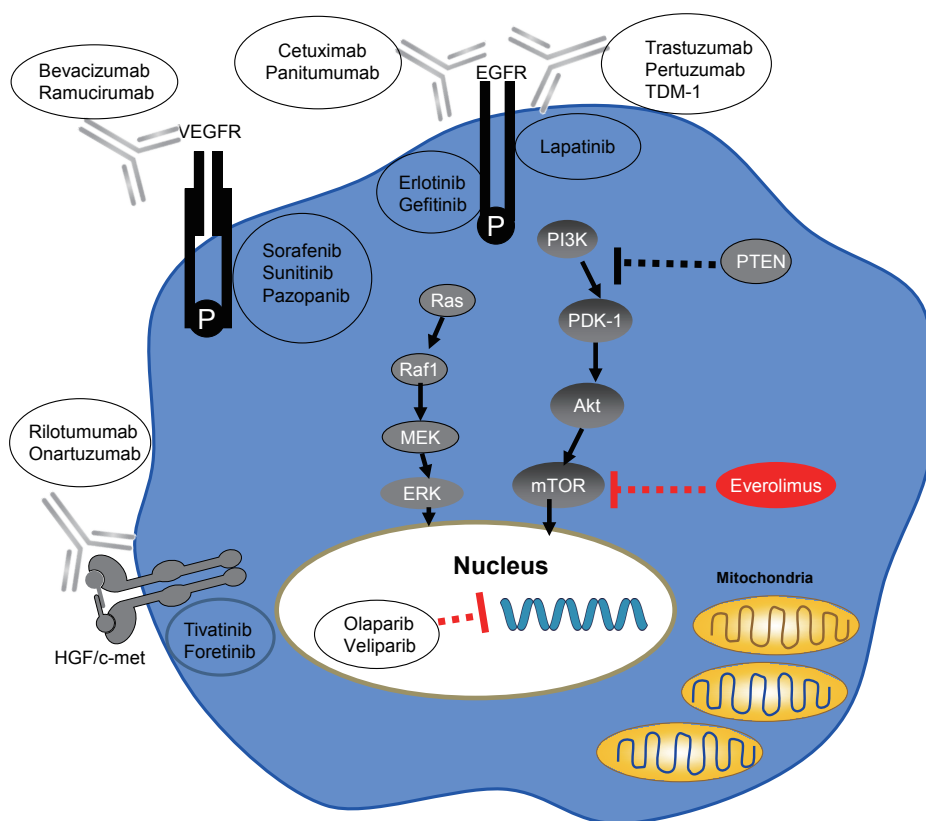 Cetuximab
Panitumumab
EGFR
Trastuzumab
Pertuzumab
TDM-1
Bevacizumab
Ramucirumab
VEGFR
Lapatinib
Erlotinib
Gefitinib
P
PI3K
PTEN
Sorafenib
Sunitinib
Pazopanib
P
Ras
PDK-1
Raf1
Akt
MEK
Rilotumumab
Onartuzumab
ERK
mTOR
Everolimus
Nucleus
Mitochondria
Olaparib
Veliparib
Tivatinib
Foretinib
HGF/c-met